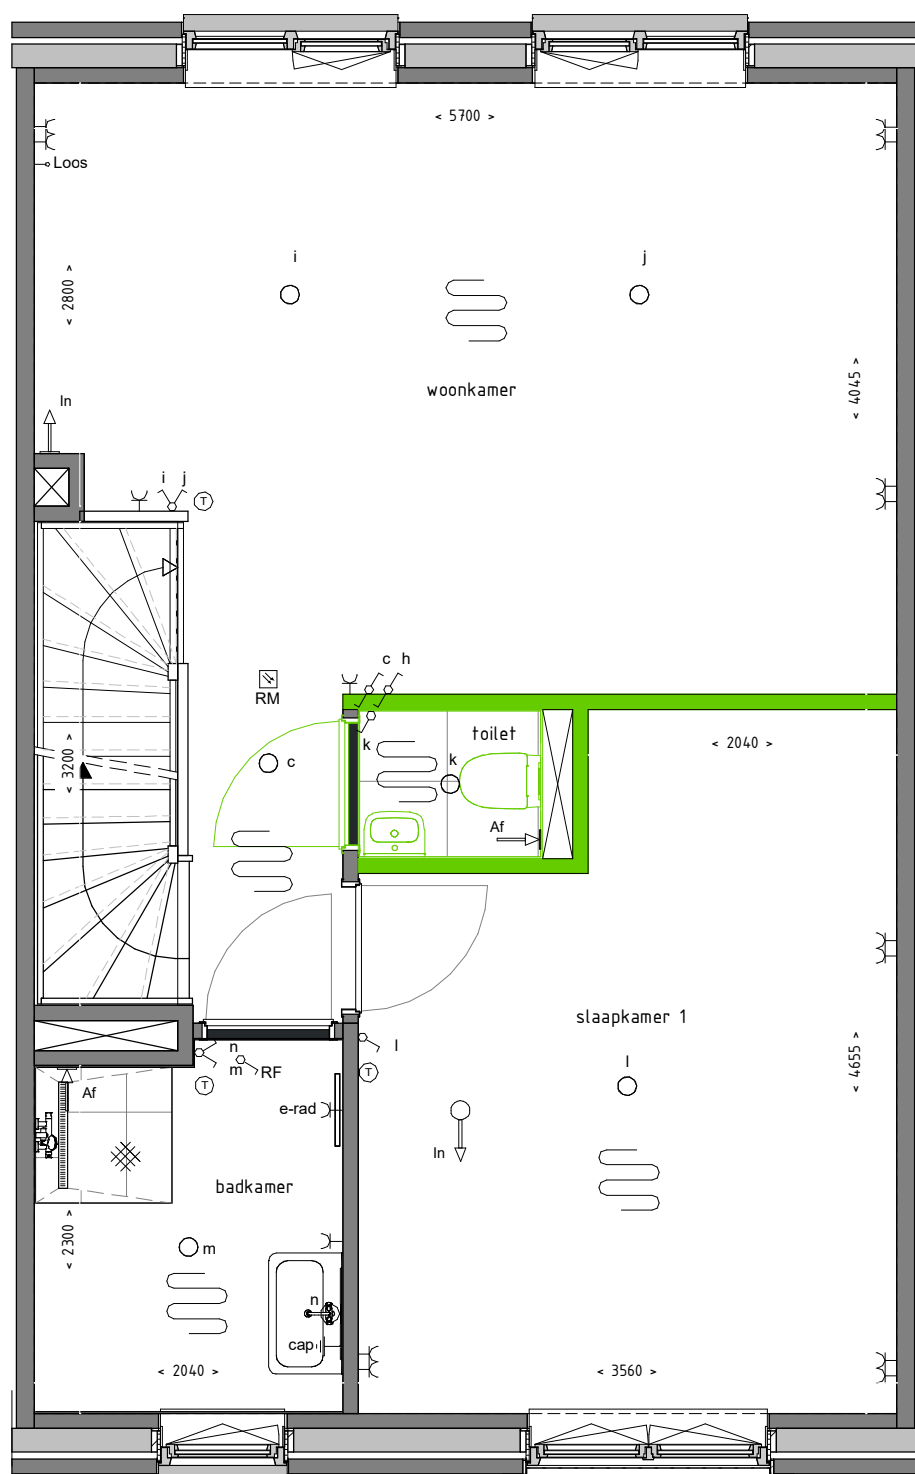 < 5700 >
Loos
i
j
< 2800 >
woonkamer
< 4045 >
In
i j
T
c h
RM
k
toilet
< 2040 >
c
k
< 3200 >
Af
slaapkamer 1
n
m RF
l
T
T
Af
e-rad
l
< 4655 >
In
badkamer
< 2300 >
m
n
cap
< 2040 >
< 3560 >